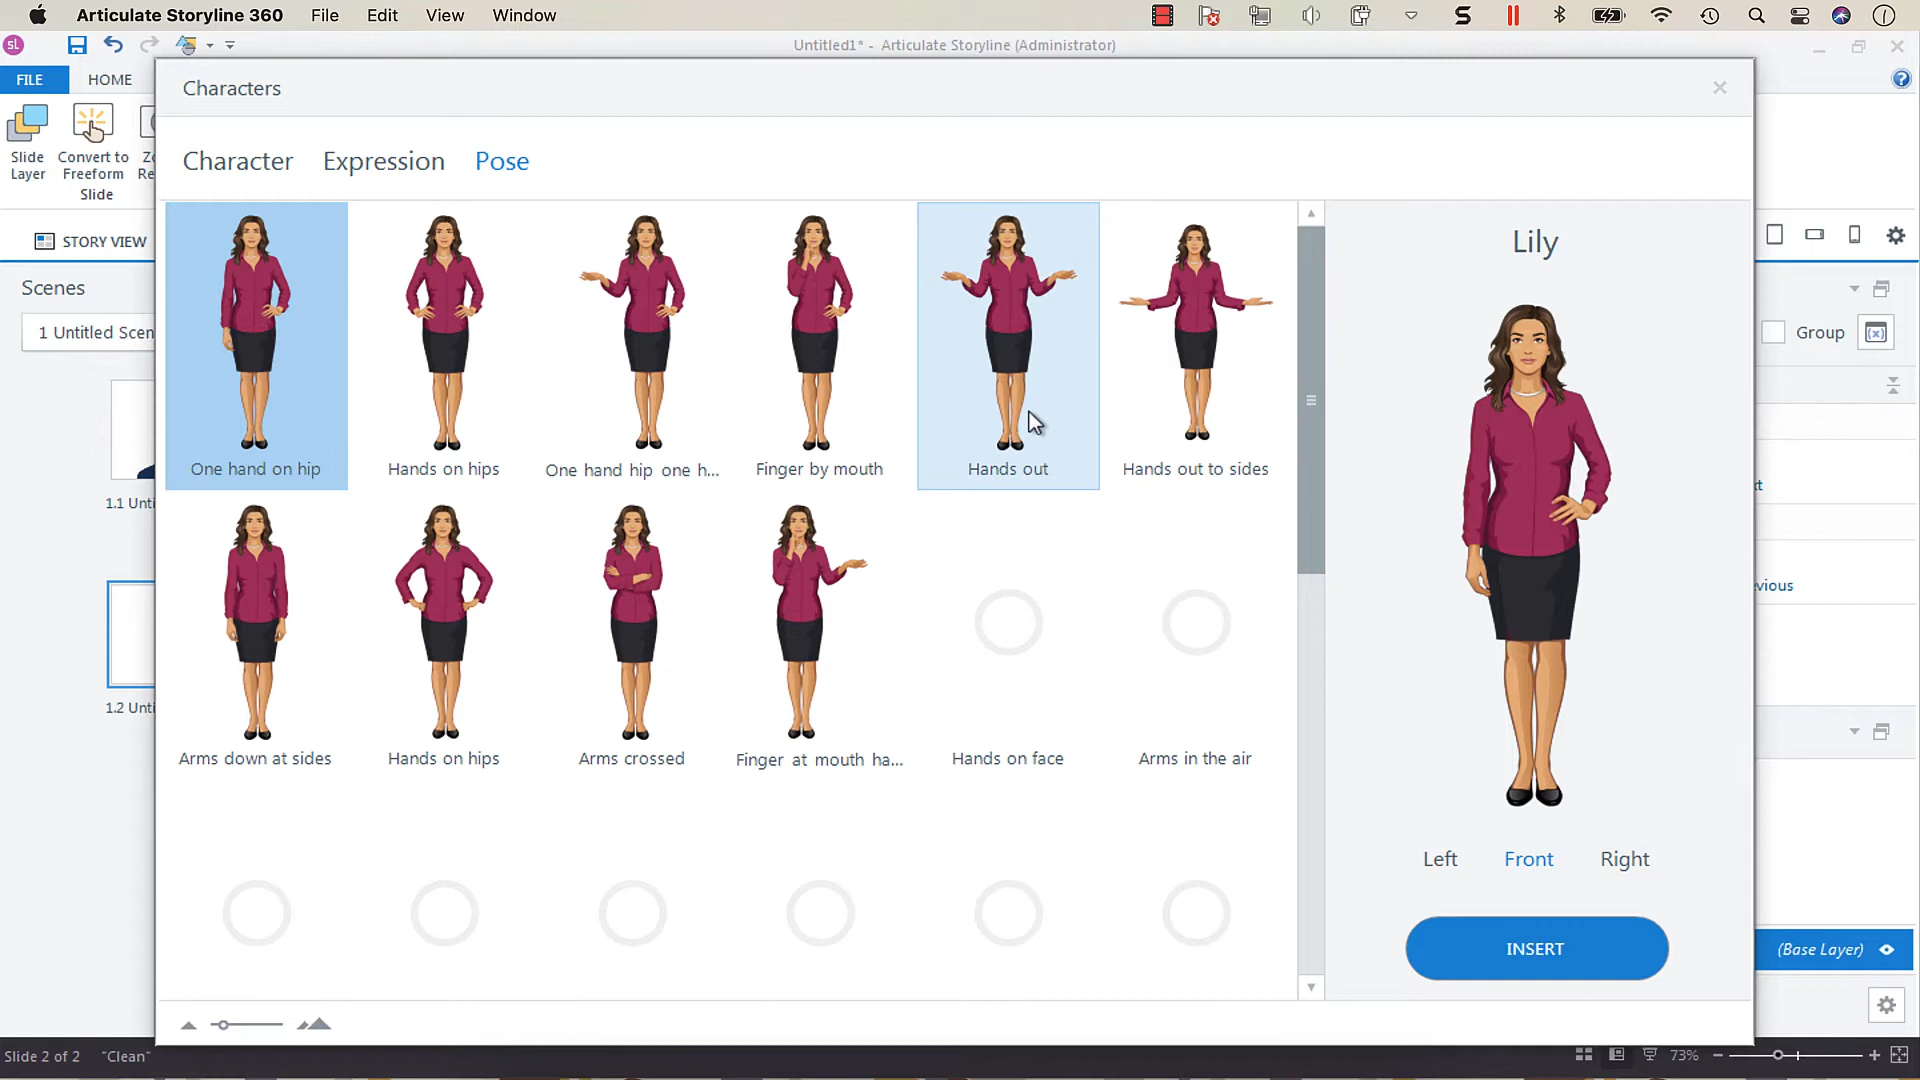 Articulate Storyline 360 File Edit View Window
Untitled1* - Articulate Storyline (Administrator)
FILE HOME
Slide Layer
Convert to Freeform
Slide
STORY VIEW
Scenes
1 Untitled Scen
1.1 Unti
1.2 Unti
Characters
Character Expression Pose
One hand on hip
Hands on hips
One hand hip one h...
Finger by mouth
Hands out
Hands out to sides
Arms down at sides
Hands on hips
Arms crossed
Finger at mouth ha...
Hands on face
Arms in the air
Lily
Left Front Right
INSERT
Group
(x)
xt
vious
(Base Layer)
Slide 2 of 2 "Clean"
73%